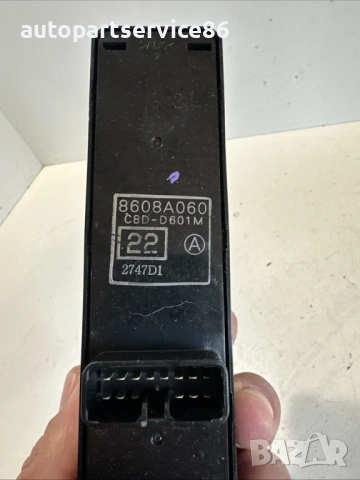 autopartservice86
8608A060
C8D-D601M
22 A
2747D1
BAZAR